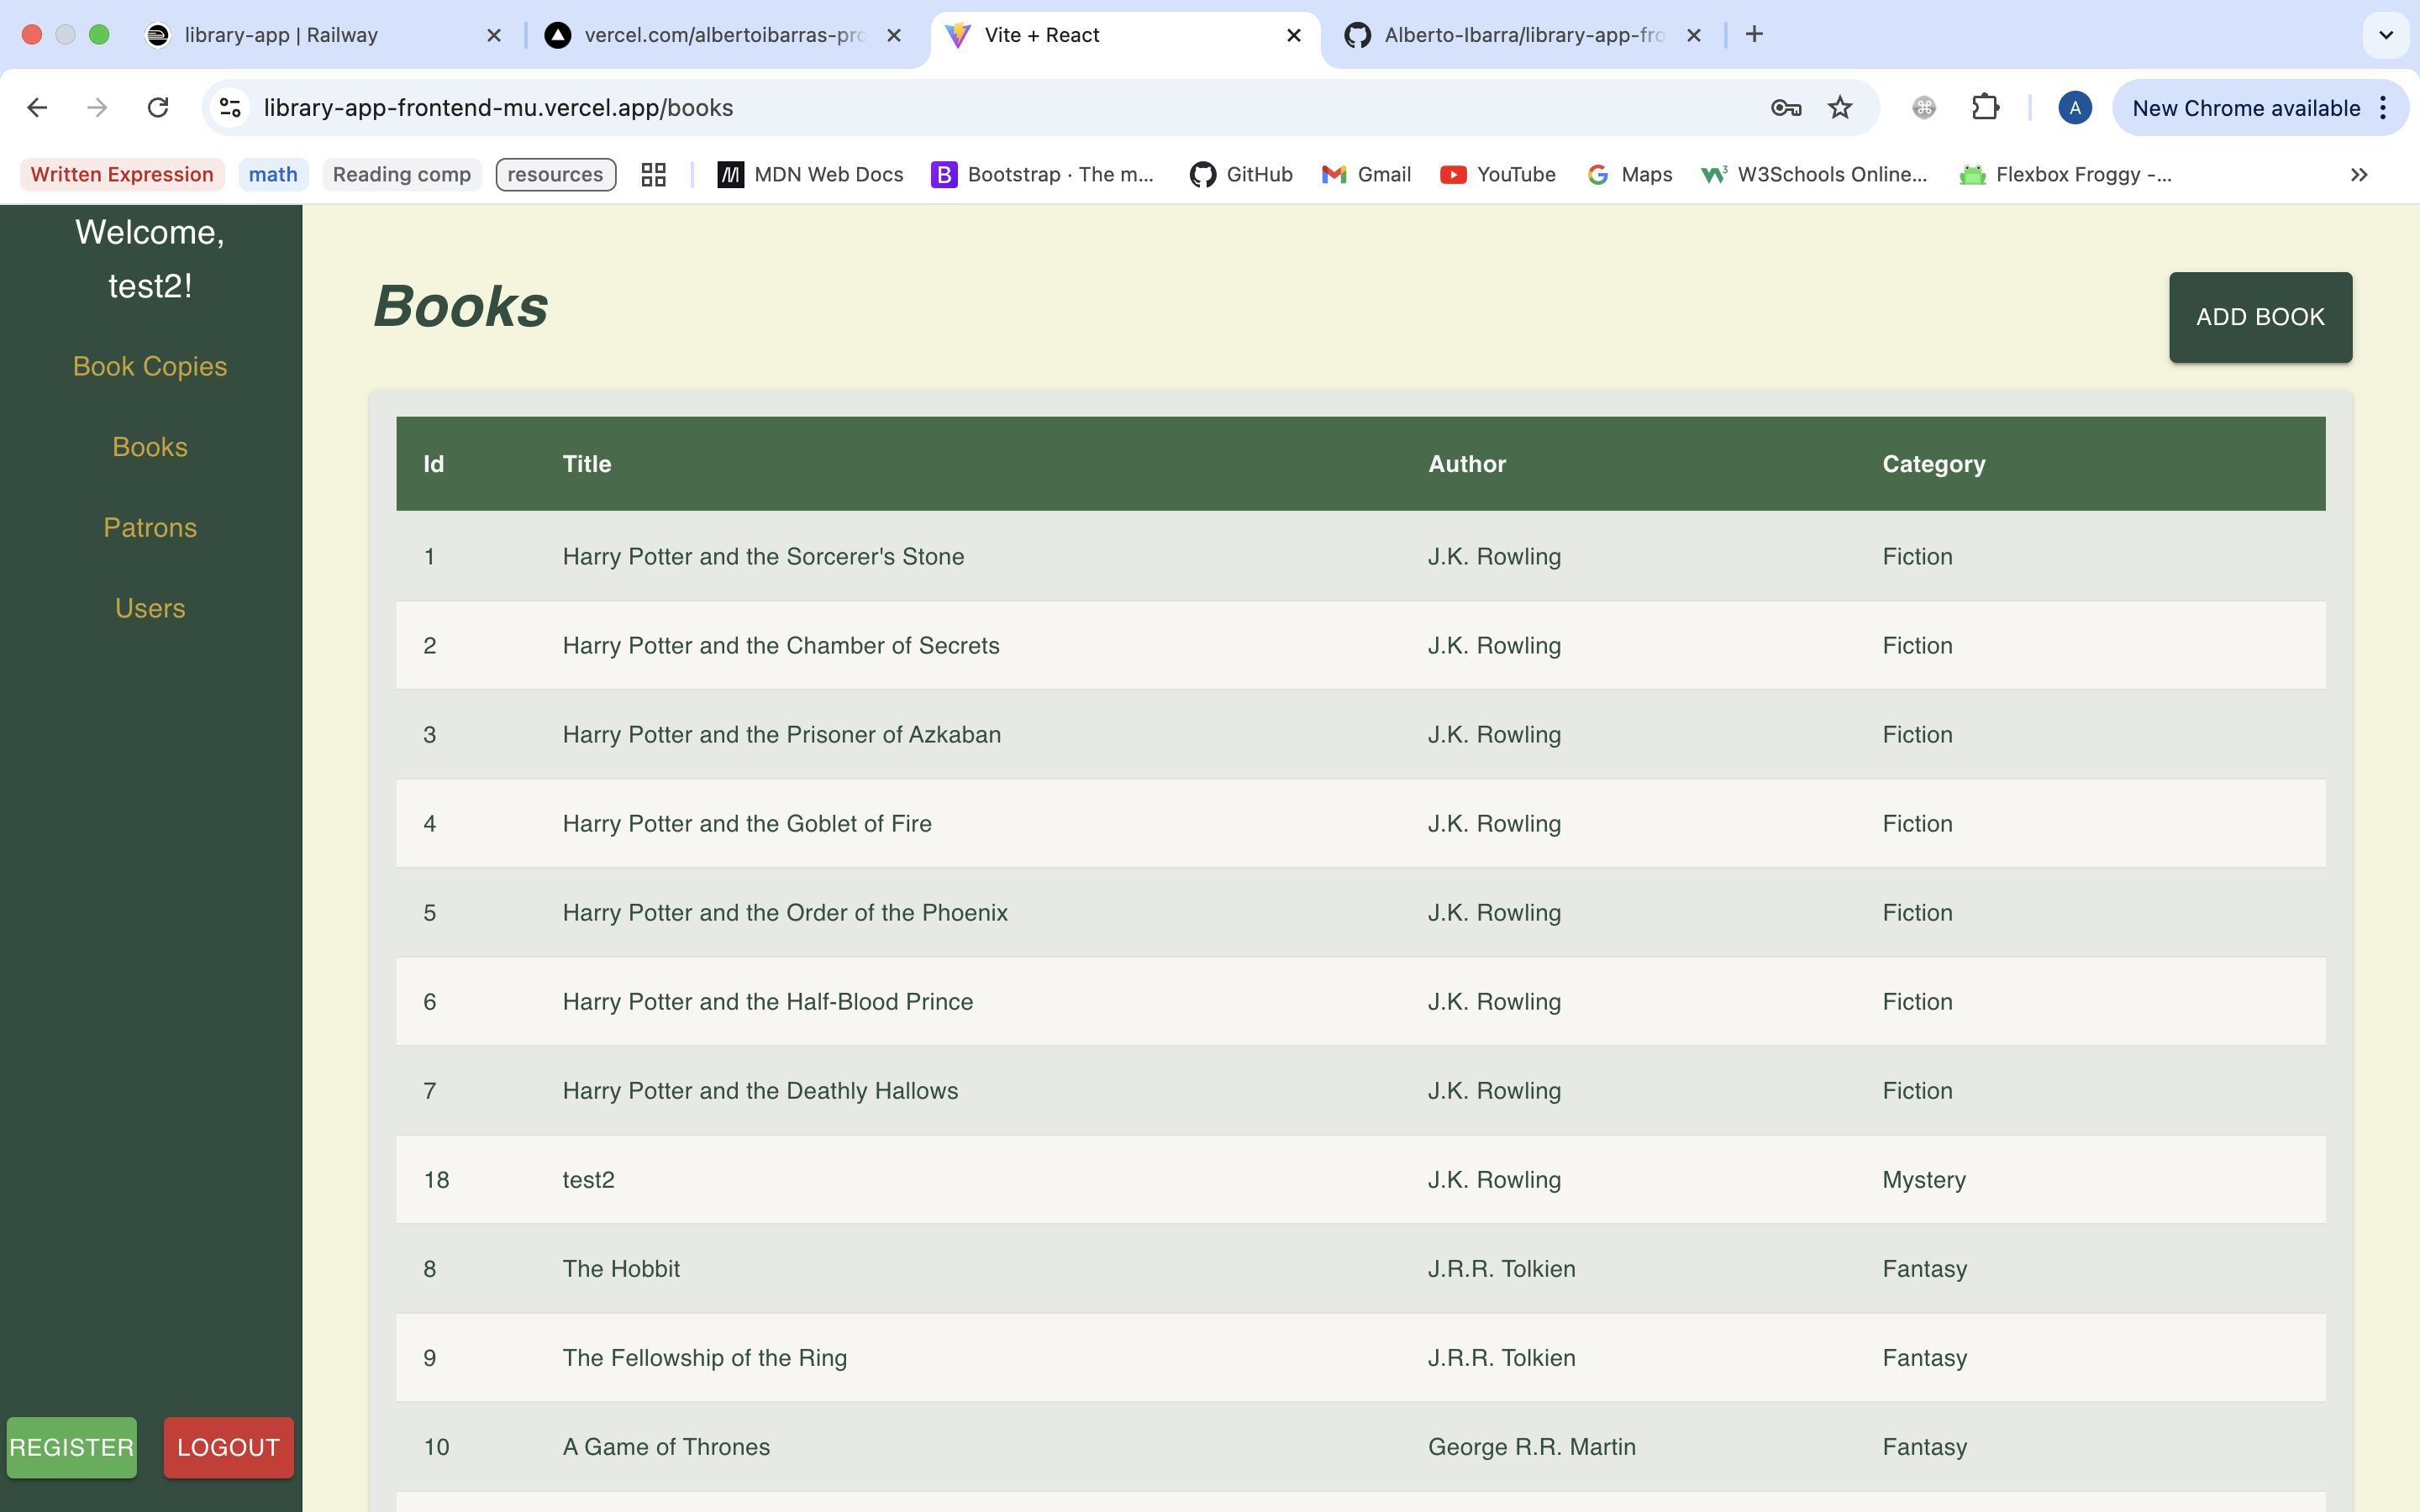 library-app | Railway
vercel.com/albertoibarras-pro
Vite + React
Alberto-Ibarra/library-app-fro
library-app-frontend-mu.vercel.app/books
A
New Chrome available
Written Expression
math
Reading comp
resources
MDN Web Docs
B
Bootstrap · The m...
GitHub
Gmail
YouTube
Maps
W3Schools Online...
Flexbox Froggy -...
Welcome,
test2!
Book Copies
Books
Patrons
Users
REGISTER
LOGOUT
Books
ADD BOOK
Id Title Author Category
1 Harry Potter and the Sorcerer's Stone J.K. Rowling Fiction
2 Harry Potter and the Chamber of Secrets J.K. Rowling Fiction
3 Harry Potter and the Prisoner of Azkaban J.K. Rowling Fiction
4 Harry Potter and the Goblet of Fire J.K. Rowling Fiction
5 Harry Potter and the Order of the Phoenix J.K. Rowling Fiction
6 Harry Potter and the Half-Blood Prince J.K. Rowling Fiction
7 Harry Potter and the Deathly Hallows J.K. Rowling Fiction
18 test2 J.K. Rowling Mystery
8 The Hobbit J.R.R. Tolkien Fantasy
9 The Fellowship of the Ring J.R.R. Tolkien Fantasy
10 A Game of Thrones George R.R. Martin Fantasy